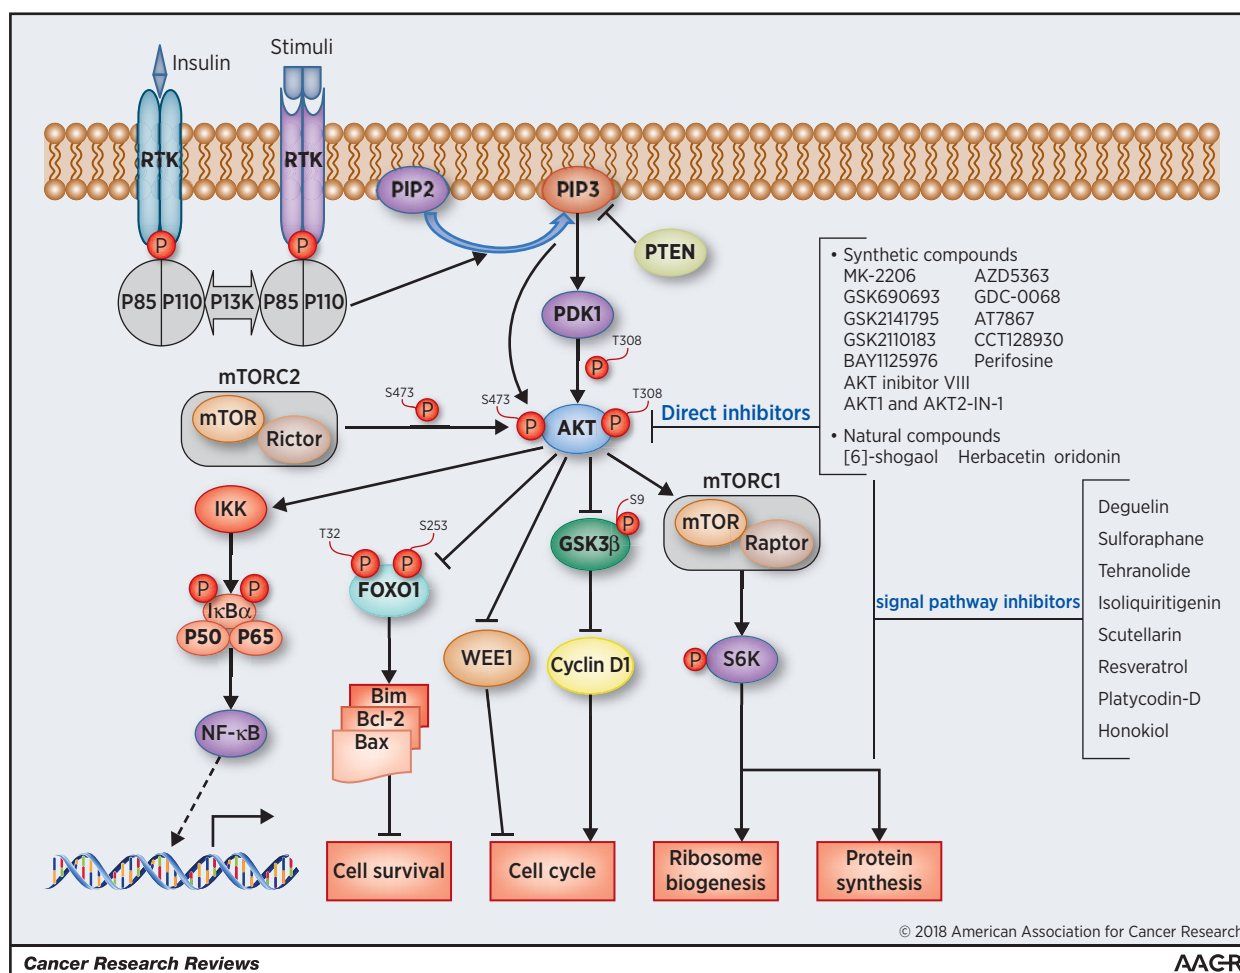 Insulin
Stimuli
RTK
RTK
PIP2
PIP3
P
P
PTEN
P85 P110
P13K
P85 P110
PDK1
T308
P
mTORC2
mTOR
Rictor
S473
P
S473
P
AKT
P
T308
Direct inhibitors
• Synthetic compounds
MK-2206 AZD5363
GSK690693 GDC-0068
GSK2141795 AT7867
GSK2110183 CCT128930
BAY1125976 Perifosine
AKT inibitor VIII
AKT1 and AKT2-IN-1
• Natural compounds
[6]-shogaol Herbacetin oridonin
IKK
P
P
IκBα
P50
P65
NF-κB
T32
S253
P
P
FOXO1
Bim
Bcl-2
Bax
WEE1
S9
P
GSK3β
Cyclin D1
mTORC1
mTOR
Raptor
P
S6K
signal pathway inhibitors
Deguelin
Sulforaphane
Tehranolide
Isoliquiritigenin
Scutellarin
Resveratrol
Platycodin-D
Honokiol
Cell survival
Cell cycle
Ribosome
biogenesis
Protein
synthesis
© 2018 American Association for Cancer Research
Cancer Research Reviews
AACR